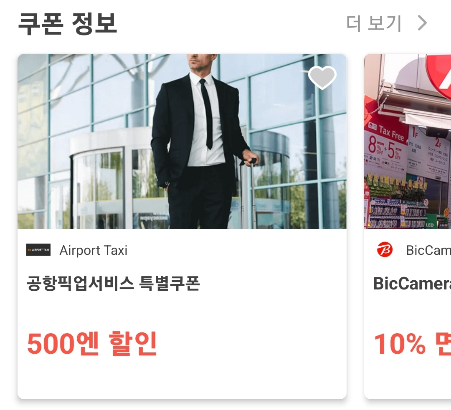 쿠폰 정보
더 보기
Tax Free
Airport Taxi
공항픽업서비스 특별쿠폰
500엔 할인
BicCam
BicCamera
10% 면